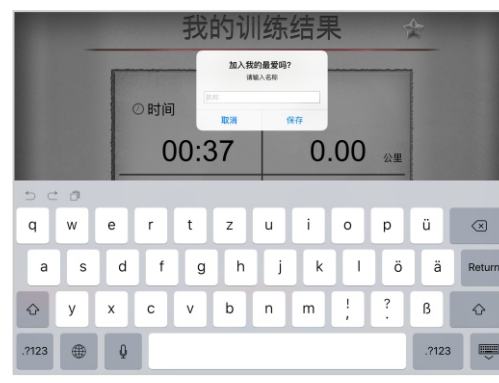 我的训练结果
加入我的最爱吗?
请输入名称
取消 保存
时间
00:37 0.00 公里
q w e r t z u i o p ü
a s d f g h j k l ö ä Return
y x c v b n m ! , ? . ß
.?123 .?123